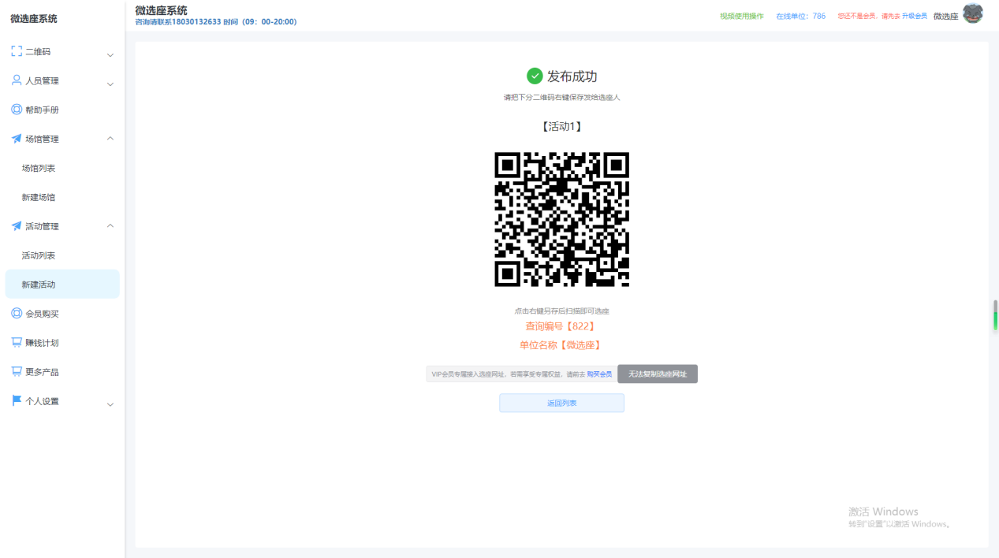 微选座系统
二维码
人员管理
帮助手册
场馆管理
场馆列表
新建场馆
活动管理
活动列表
新建活动
会员购买
赚钱计划
更多产品
个人设置
微选座系统
咨询请联系18030132633 时间（09：00-20:00）
视频使用操作 在线单位：786 您还不是会员，请先去 升级会员 微选座
发布成功
请把下分二维码右键保存发给选座人
【活动1】
点击右键另存后扫描即可选座
查询编号【822】
单位名称【微选座】
VIP会员专属接入选座网址，若需享受专属权益，请前去 购买会员 无法复制选座网址
返回列表
激活 Windows
转到"设置"以激活 Windows。